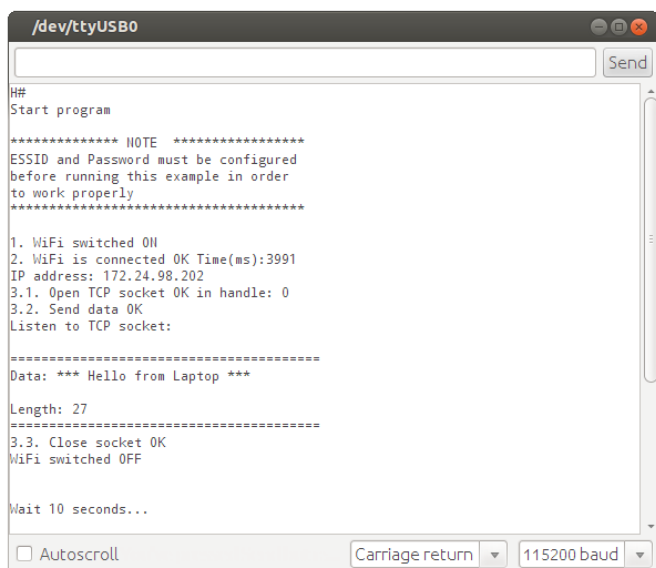 /dev/ttyUSB0
Send
H#
Start program
************** NOTE  *****************
ESSID and Password must be configured
before running this example in order
to work properly
**************************************
1. WiFi switched ON
2. WiFi is connected OK Time(ms):3991
IP address: 172.24.98.202
3.1. Open TCP socket OK in handle: 0
3.2. Send data OK
Listen to TCP socket:
========================================
Data: *** Hello from Laptop ***
Length: 27
========================================
3.3. Close socket OK
WiFi switched OFF
Wait 10 seconds...
Autoscroll
Carriage return
115200 baud